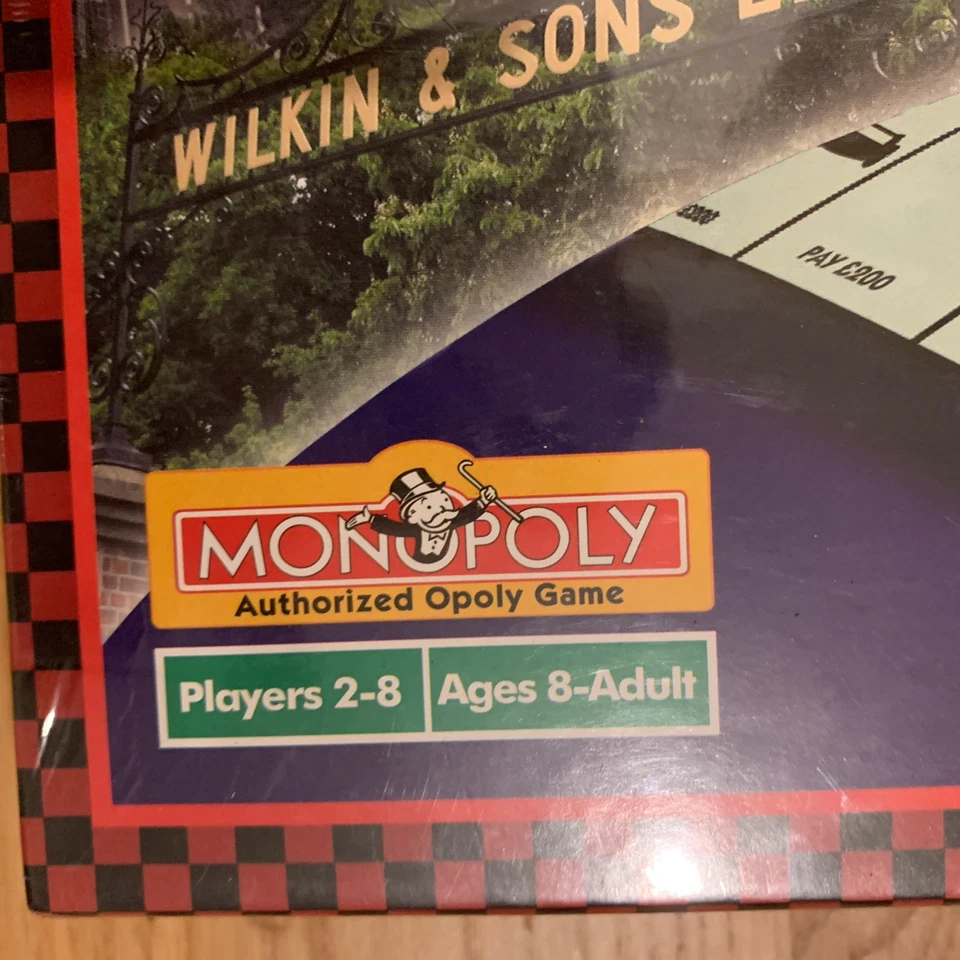 WILKIN & SONS
PAY £200
MONOPOLY
Authorized Opoly Game
Players 2-8
Ages 8-Adult